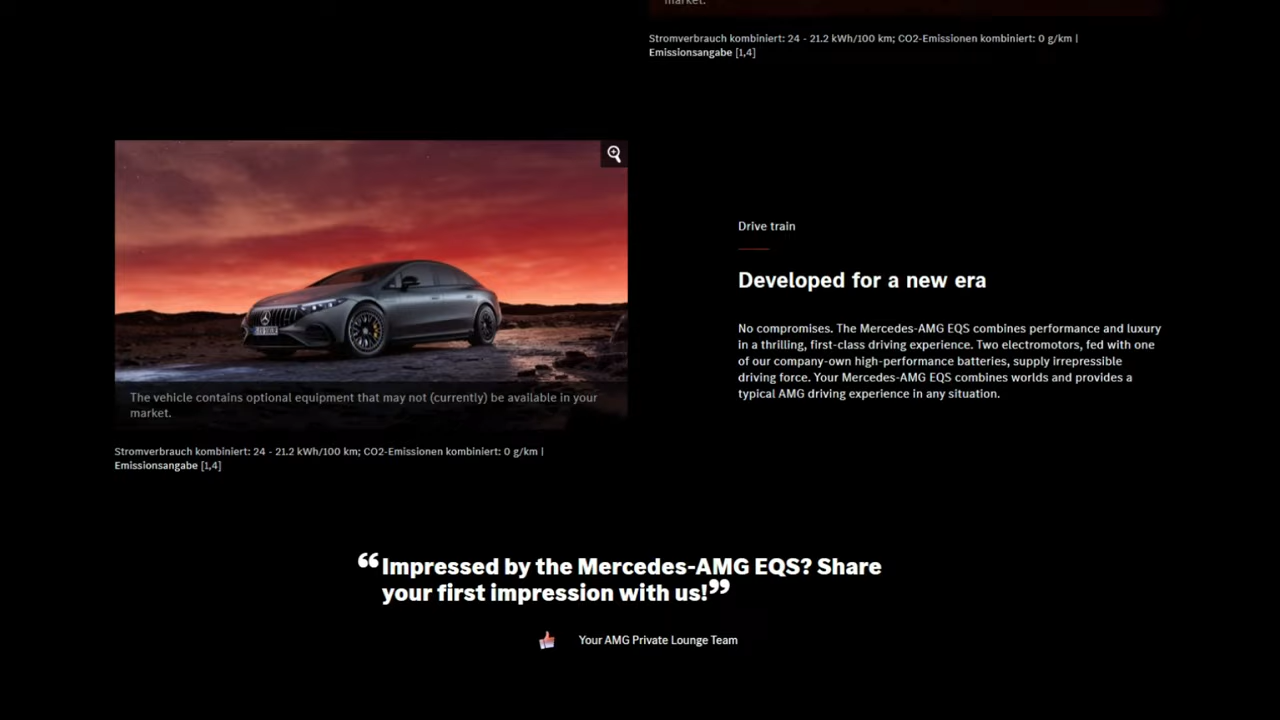 market.
Stromverbrauch kombiniert: 24 - 21.2 kWh/100 km; CO2-Emissionen kombiniert: 0 g/km |
Emissionsangabe [1,4]
The vehicle contains optional equipment that may not (currently) be available in your
market.
Stromverbrauch kombiniert: 24 - 21.2 kWh/100 km; CO2-Emissionen kombiniert: 0 g/km |
Emissionsangabe [1,4]
Drive train
Developed for a new era
No compromises. The Mercedes-AMG EQS combines performance and luxury
in a thrilling, first-class driving experience. Two electromotors, fed with one
of our company-own high-performance batteries, supply irrepressible
driving force. Your Mercedes-AMG EQS combines worlds and provides a
typical AMG driving experience in any situation.
“Impressed by the Mercedes-AMG EQS? Share
your first impression with us!”
Your AMG Private Lounge Team